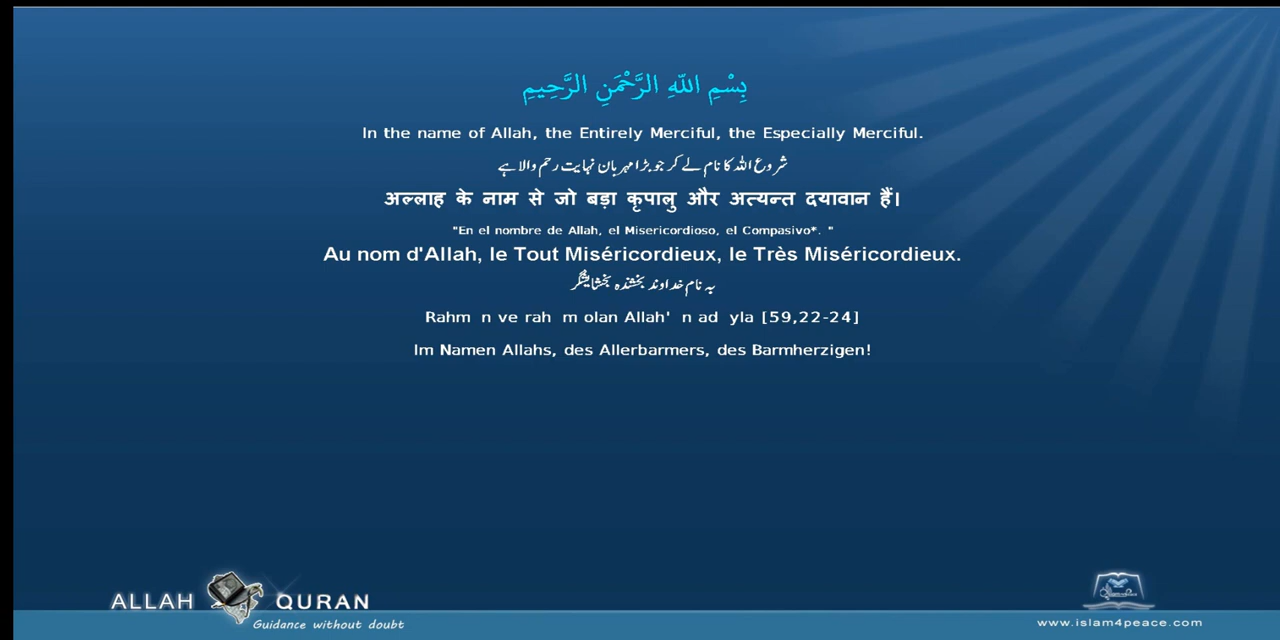 بِسْمِ اللّهِ الرَّحْمَنِ الرَّحِيمِ
In the name of Allah, the Entirely Merciful, the Especially Merciful.
شروع الله کا نام لے کر جو بڑا مہربان نہایت رحم والا ہے
अल्लाह के नाम से जो बड़ा कृपालु और अत्यन्त दयावान हैं।
"En el nombre de Allah, el Misericordioso, el Compasivo*. "
Au nom d'Allah, le Tout Miséricordieux, le Très Miséricordieux.
به نام خداوند بخشنده بخشایشگر
Rahm n ve rah m olan Allah' n ad yla [59,22-24]
Im Namen Allahs, des Allerbarmers, des Barmherzigen!
ALLAH QURAN
Guidance without doubt
www.islam4peace.com